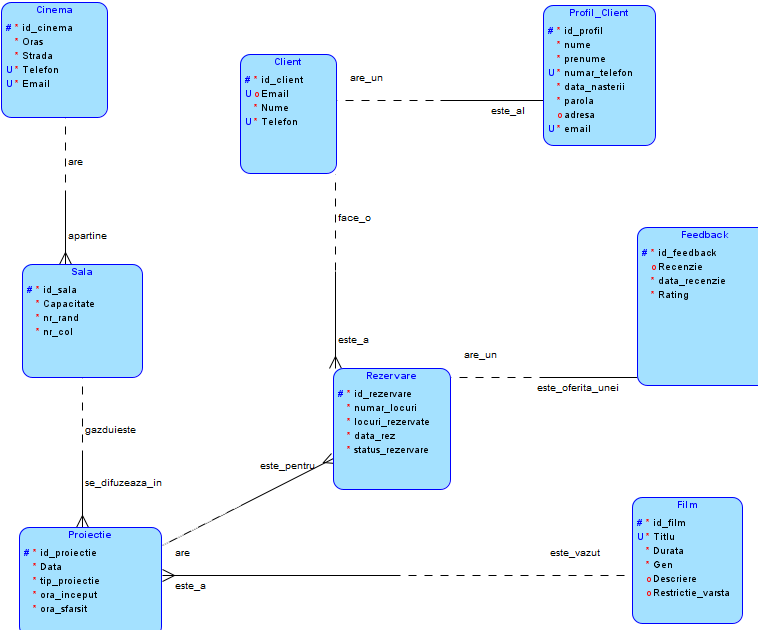 Cinema
# * id_cinema
* Oras
* Strada
U * Telefon
U * Email
Client
# * id_client
U o Email
* Nume
U * Telefon
are_un
este_al
Profil_Client
# * id_profil
* nume
* prenume
U * numar_telefon
* data_nasterii
* parola
o adresa
U * email
are
apartine
face_o
este_a
Sala
# * id_sala
* Capacitate
* nr_rand
* nr_col
Feedback
# * id_feedback
o Recenzie
* data_recenzie
* Rating
are_un
este_oferita_unei
Rezervare
# * id_rezervare
* numar_locuri
* locuri_rezervate
* data_rez
* status_rezervare
gazduieste
se_difuzeaza_in
este_pentru
are
Proiectie
# * id_proiectie
* Data
* tip_proiectie
* ora_inceput
* ora_sfarsit
este_vazut
este_a
Film
# * id_film
U * Titlu
* Durata
* Gen
o Descriere
o Restrictie_varsta